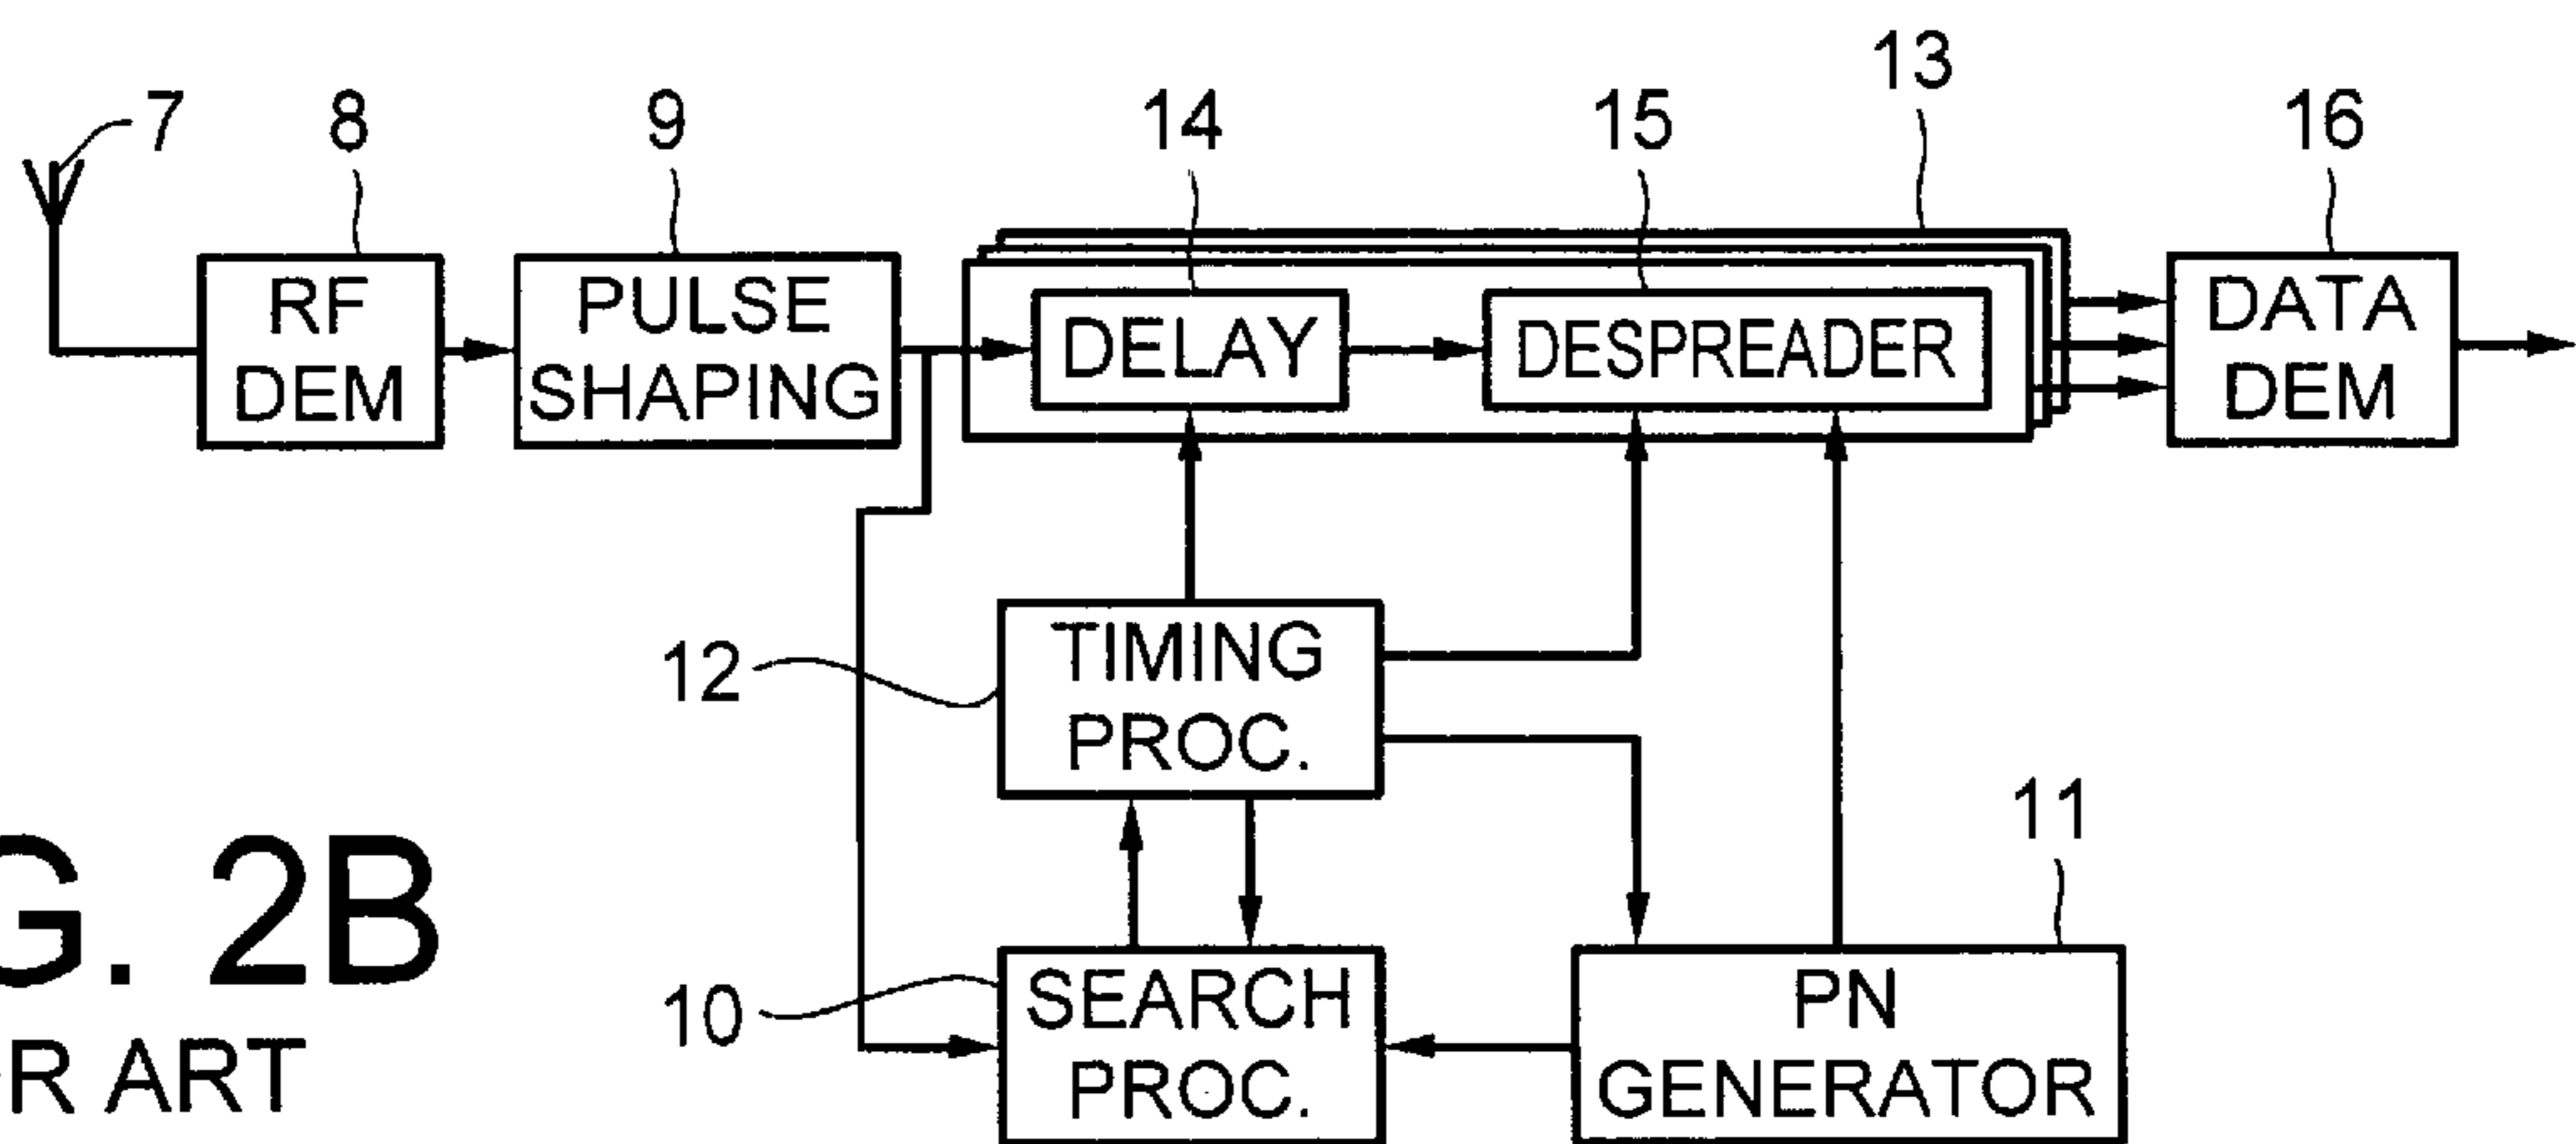 7
8
9
14
15
13
16
RF
DEM
PULSE
SHAPING
DELAY
DESPREADER
DATA
DEM
12
TIMING
PROC.
11
10
SEARCH
PROC.
PN
GENERATOR
G. 2B
OR ART